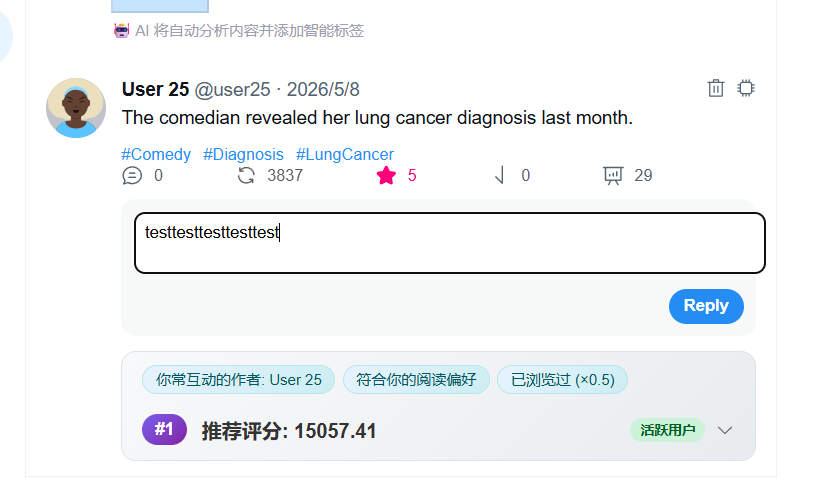 AI 将自动分析内容并添加智能标签
User 25 @user25 · 2026/5/8
The comedian revealed her lung cancer diagnosis last month.
#Comedy #Diagnosis #LungCancer
0 3837 5 0 29
testtesttesttesttest
Reply
你常互动的作者: User 25 符合你的阅读偏好 已浏览过 (×0.5)
#1 推荐评分: 15057.41 活跃用户